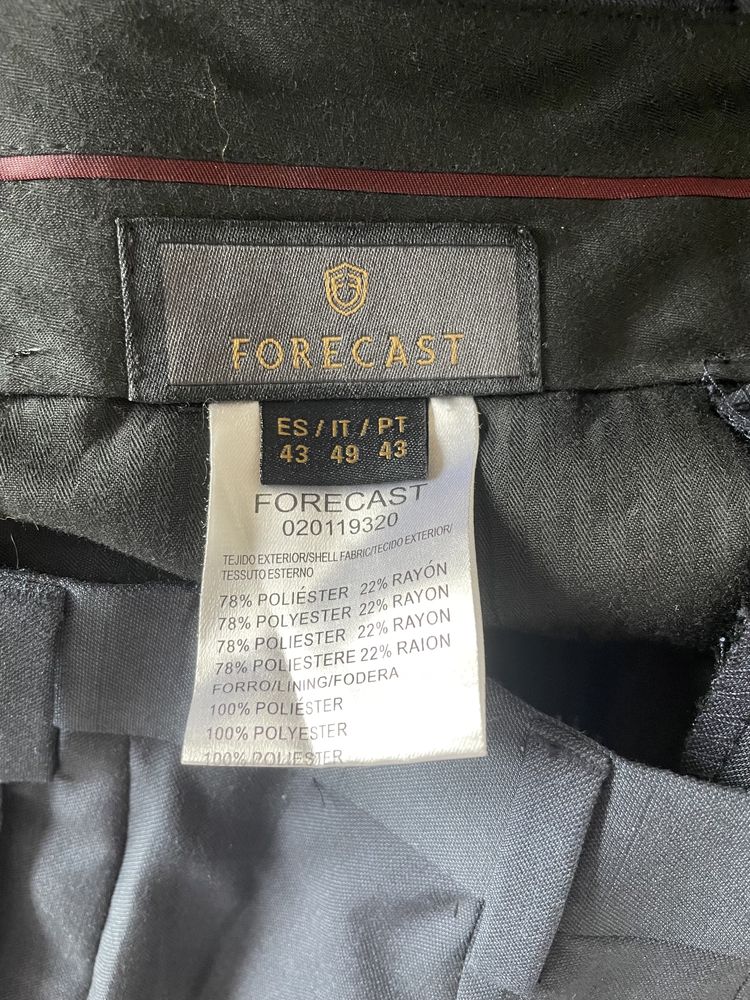 FORECAST
ES / IT / PT
43 49 43
FORECAST
020119320
TEJIDO EXTERIOR/SHELL FABRIC/TECIDO EXTERIOR/
TESSUTO ESTERNO
78% POLIÉSTER 22% RAYÓN
78% POLYESTER 22% RAYON
78% POLIESTER 22% RAYON
78% POLIESTERE 22% RAION
FORRO/LINING/FODERA
100% POLIÉSTER
100% POLYESTER
100% POLIESTER